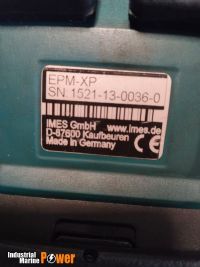 EPM-XP
SN:1521-13-0036-0
IMES GmbH www.imes.de
D-87600 Kaufbeuren
Made in Germany CE
Industrial
Marine Power